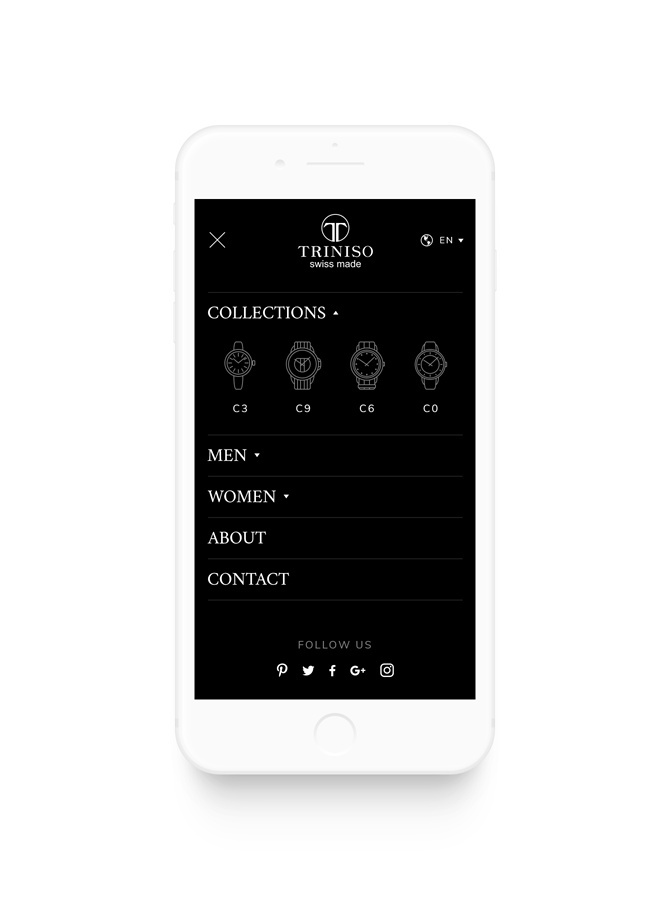 TRINISO
swiss made
EN
COLLECTIONS
C3 C9 C6 C0
MEN
WOMEN
ABOUT
CONTACT
FOLLOW US